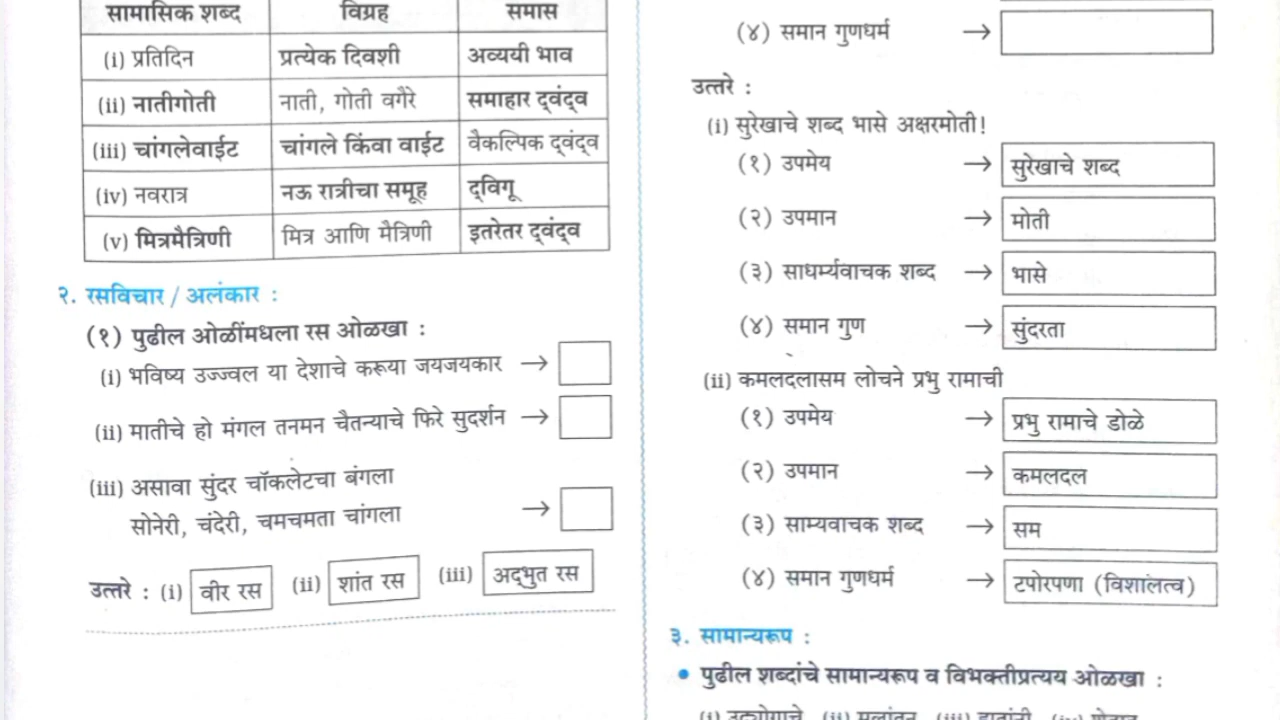 सामासिक शब्द विग्रह समास
(i) प्रतिदिन प्रत्येक दिवशी अव्ययी भाव
(ii) नातीगोती नाती, गोती वगैरे समाहार द्‌वंद्‌व
(iii) चांगलेवाईट चांगले किंवा वाईट वैकल्पिक द्‌वंद्‌व
(iv) नवरात्र नऊ रात्रीचा समूह द्‌विगू
(v) मित्रमैत्रिणी मित्र आणि मैत्रिणी इतरेतर द्‌वंद्‌व
२. रसविचार / अलंकार :
(१) पुढील ओळींमधला रस ओळखा :
(i) भविष्य उज्ज्वल या देशाचे करूया जयजयकार →
(ii) मातीचे हो मंगल तनमन चैतन्याचे फिरे सुदर्शन →
(iii) असावा सुंदर चॉकलेटचा बंगला
सोनेरी, चंदेरी, चमचमता चांगला →
उत्तरे : (i) वीर रस (ii) शांत रस (iii) अद्‌भुत रस
(४) समान गुणधर्म →
उत्तरे :
(i) सुरेखाचे शब्द भासे अक्षरमोती!
(१) उपमेय → सुरेखाचे शब्द
(२) उपमान → मोती
(३) साधर्म्यवाचक शब्द → भासे
(४) समान गुण → सुंदरता
(ii) कमलदलासम लोचने प्रभु रामाची
(१) उपमेय → प्रभु रामाचे डोळे
(२) उपमान → कमलदल
(३) साम्यवाचक शब्द → सम
(४) समान गुणधर्म → टपोरपणा (विशालत्व)
३. सामान्यरूप :
• पुढील शब्दांचे सामान्यरूप व विभक्तीप्रत्यय ओळखा :
(i) उद्योगाचे (ii) (iii) (iv)